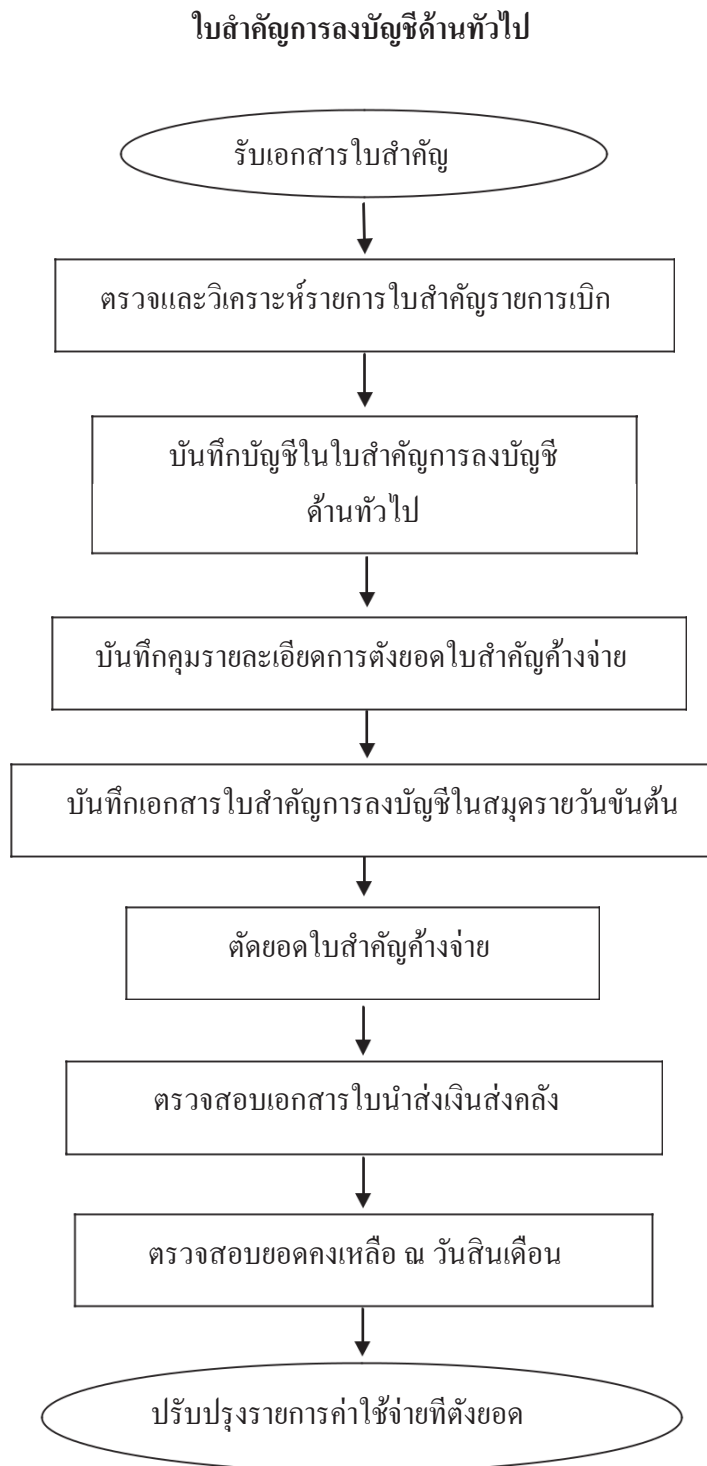 ใบสำคัญการลงบัญชีด้านทัวไป
รับเอกสารใบสำคัญ
ตรวจและวิเคราะห์รายการใบสำคัญรายการเบิก
บันทึกบัญชีในใบสำคัญการลงบัญชี
ด้านทัวไป
บันทึกคุมรายละเอียดการตังยอดใบสำคัญค้างจ่าย
บันทึกเอกสารใบสำคัญการลงบัญชีในสมุดรายวันขันต้น
ตัดยอดใบสำคัญค้างจ่าย
ตรวจสอบเอกสารใบนำส่งเงินส่งคลัง
ตรวจสอบยอดคงเหลือ ณ วันสินเดือน
ปรับปรุงรายการค่าใช้จ่ายทีตังยอด